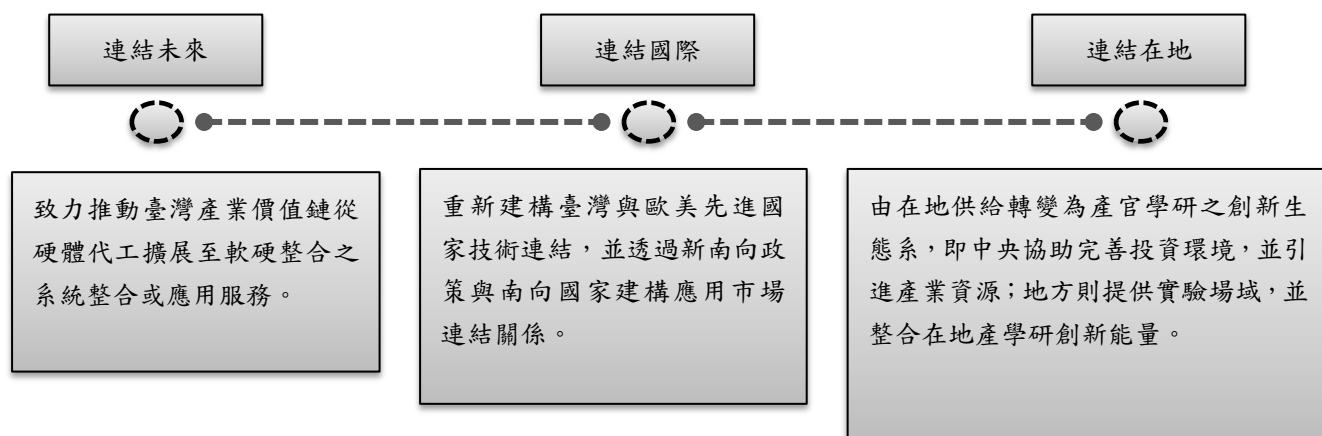 連結未來
連結國際
連結在地
致力推動臺灣產業價值鏈從
硬體代工擴展至軟硬整合之
系統整合或應用服務。
重新建構臺灣與歐美先進國
家技術連結，並透過新南向政
策與南向國家建構應用市場
連結關係。
由在地供給轉變為產官學研之創新生
態系，即中央協助完善投資環境，並引
進產業資源；地方則提供實驗場域，並
整合在地產學研創新能量。